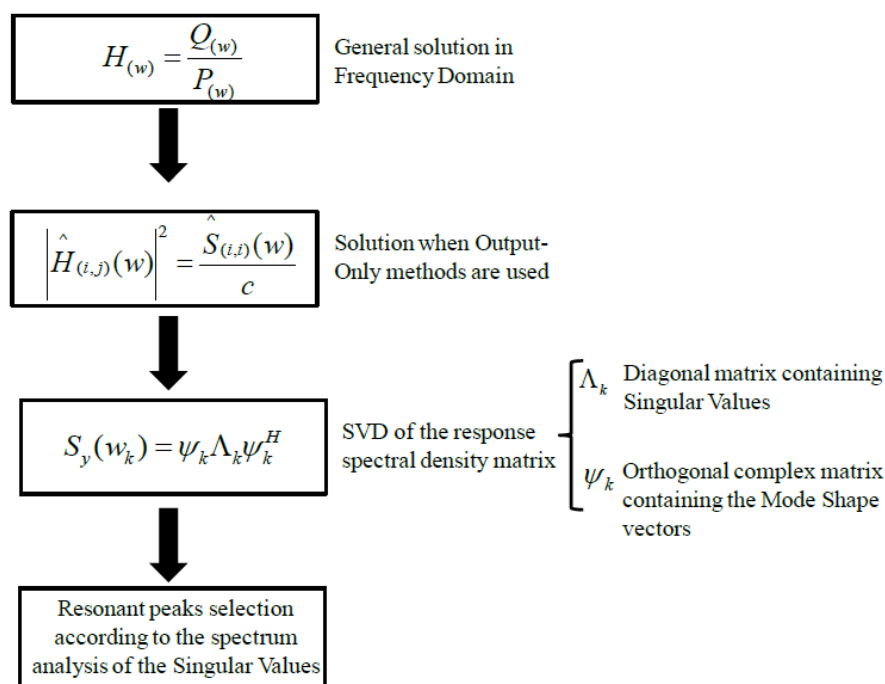 H_(w) = Q_(w) / P_(w)
General solution in
Frequency Domain
|Ĥ_(i,j)(w)|² = Ŝ_(i,i)(w) / c
Solution when Output-
Only methods are used
S_y(w_k) = ψ_k Λ_k ψ_k^H
SVD of the response
spectral density matrix
Λ_k Diagonal matrix containing
Singular Values
ψ_k Orthogonal complex matrix
containing the Mode Shape
vectors
Resonant peaks selection
according to the spectrum
analysis of the Singular Values